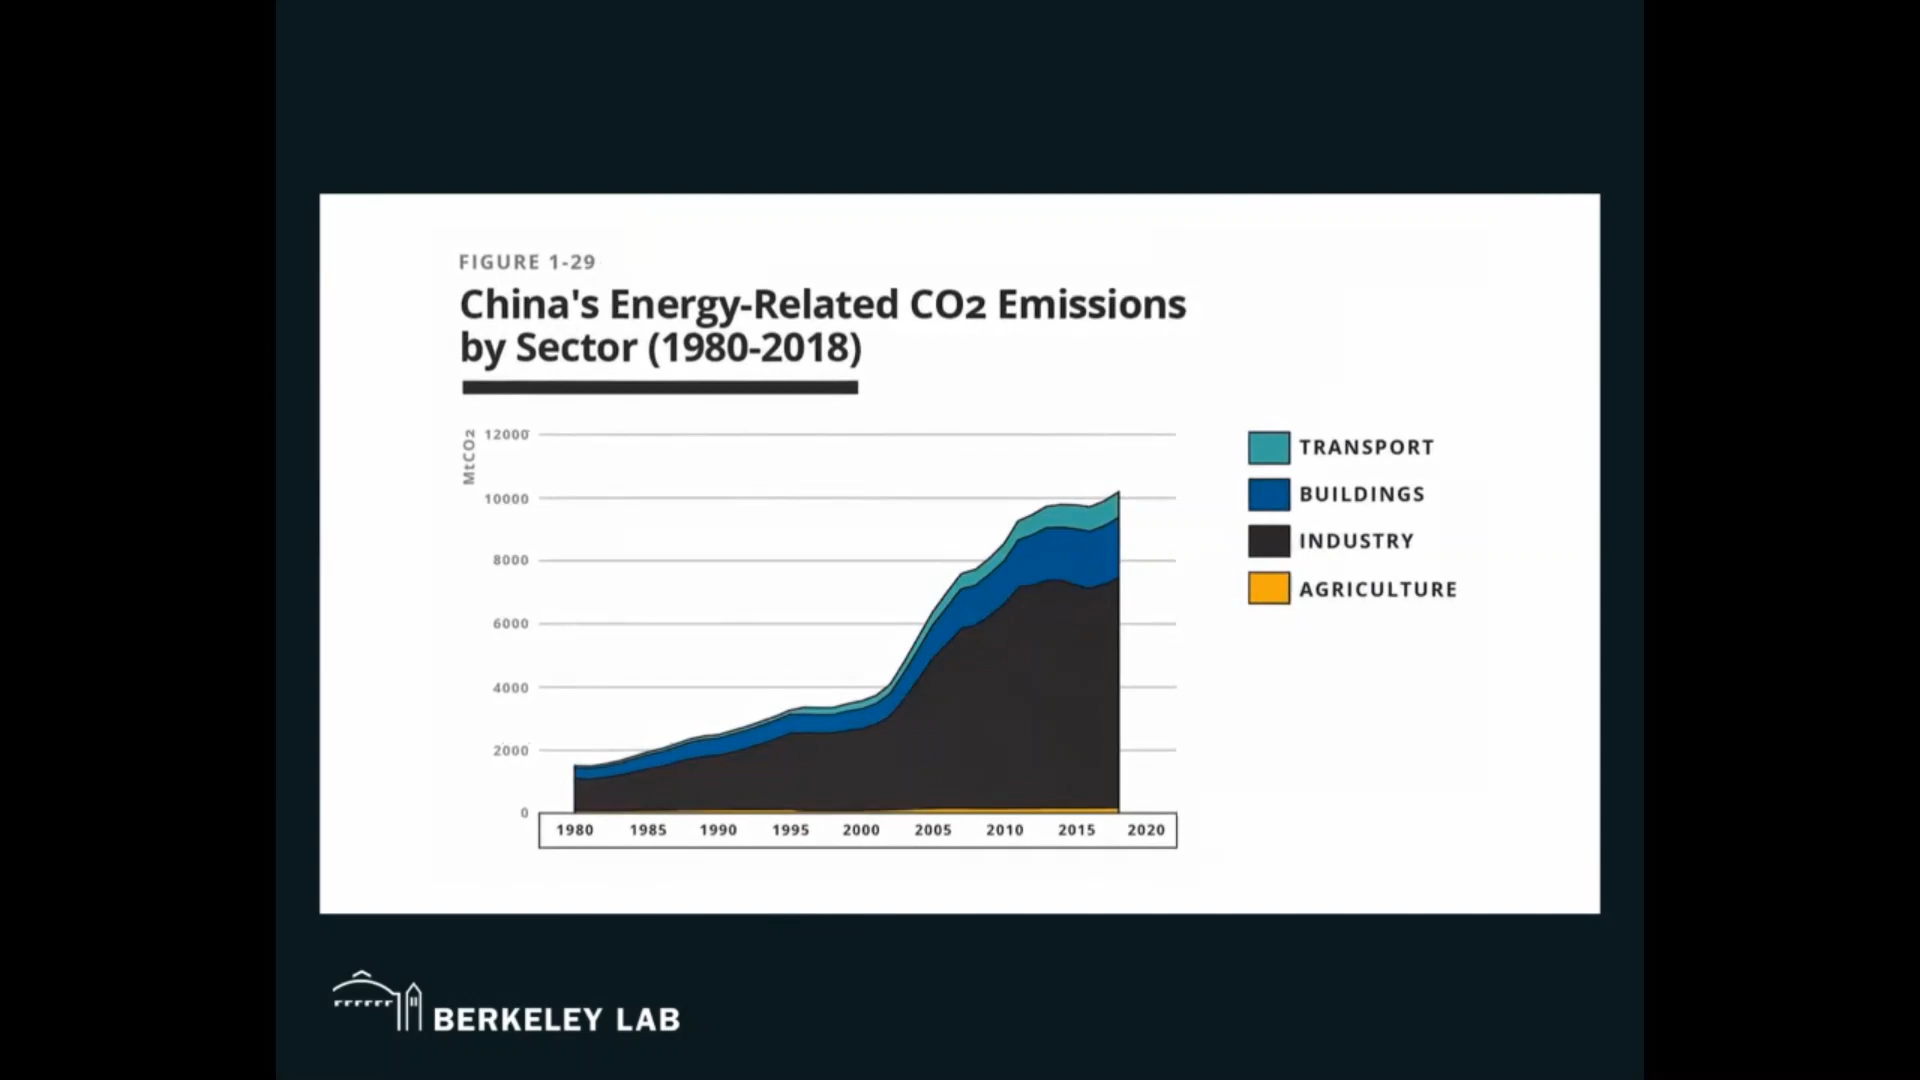 FIGURE 1-29
China's Energy-Related CO2 Emissions
by Sector (1980-2018)
MtCO2
12000
10000
8000
6000
4000
2000
0
1980 1985 1990 1995 2000 2005 2010 2015 2020
TRANSPORT
BUILDINGS
INDUSTRY
AGRICULTURE
BERKELEY LAB